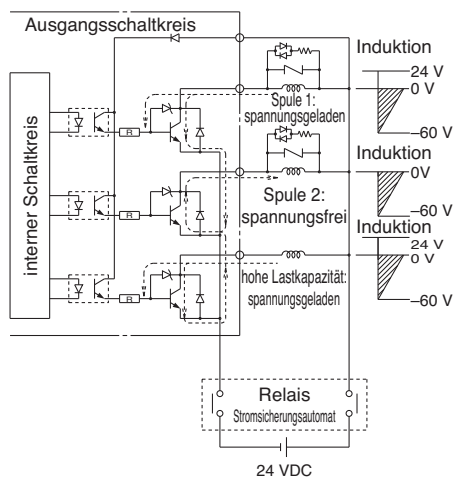 Ausgangsschaltkreis
Induktion
24 V
0 V
Spule 1:
spannungsgeladen
–60 V
interner Schaltkreis
R
Induktion
0V
Spule 2:
spannungsfrei
–60 V
R
Induktion
24 V
0 V
hohe Lastkapazität:
spannungsgeladen
R
–60 V
Relais
Stromsicherungsautomat
24 VDC